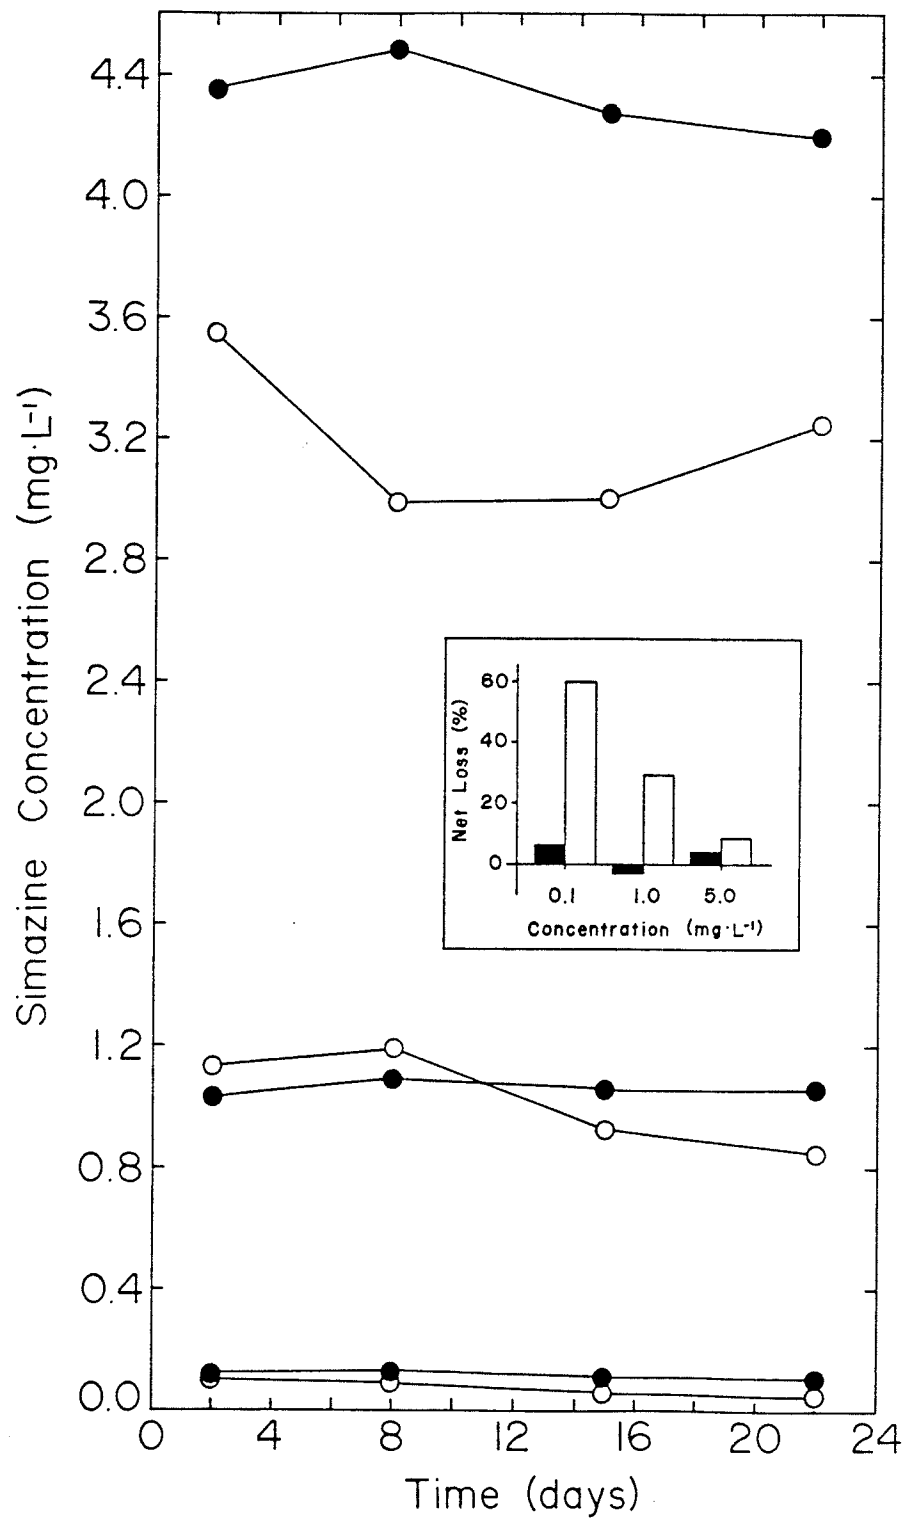 4.4
4.0
3.6
3.2
2.8
2.4
2.0
1.6
1.2
0.8
0.4
0.0
Simazine Concentration (mg·L⁻¹)
0 4 8 12 16 20 24
Time (days)
60
40
20
0
Net Loss (%)
0.1 1.0 5.0
Concentration (mg·L⁻¹)